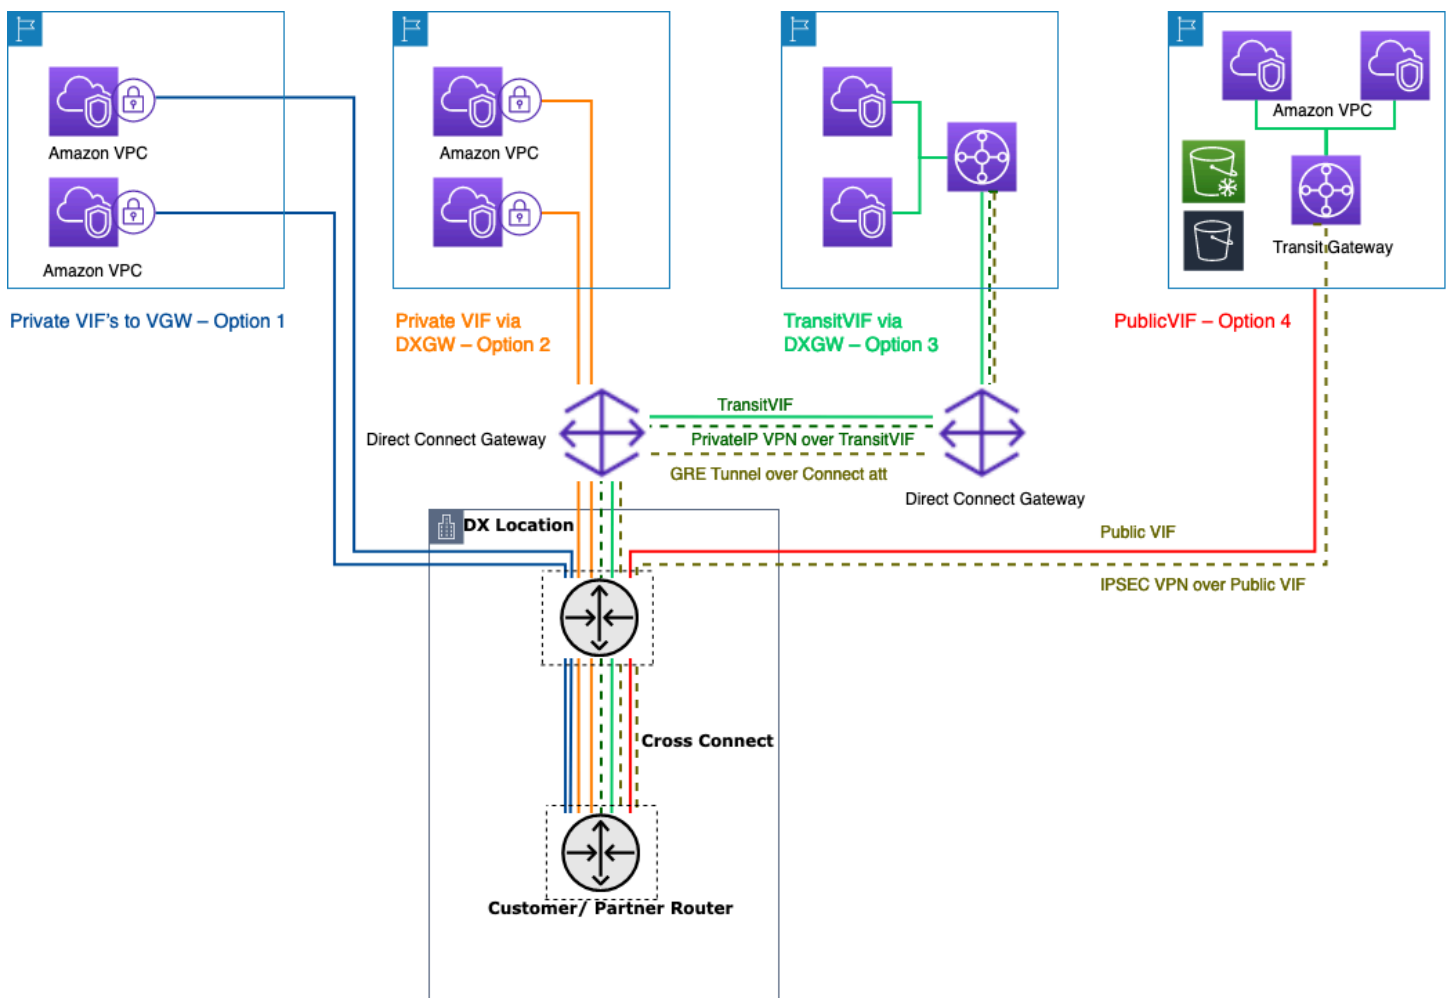 Amazon VPC
Amazon VPC
Private VIF's to VGW – Option 1
Amazon VPC
Private VIF via
DXGW – Option 2
TransitVIF via
DXGW – Option 3
Amazon VPC
Transit Gateway
PublicVIF – Option 4
Direct Connect Gateway
TransitVIF
PrivateIP VPN over TransitVIF
GRE Tunnel over Connect att
Direct Connect Gateway
DX Location
Public VIF
IPSEC VPN over Public VIF
Cross Connect
Customer/ Partner Router